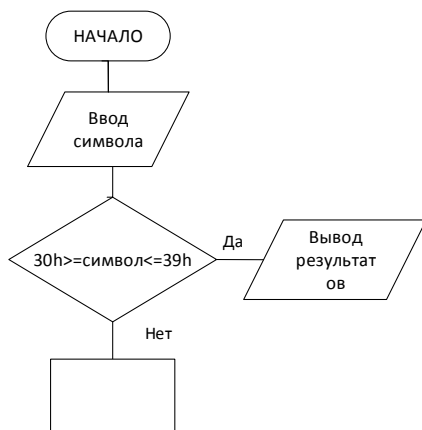 НАЧАЛО
Ввод
символа
30h>=символ<=39h
Да
Вывод
результат
ов
Нет